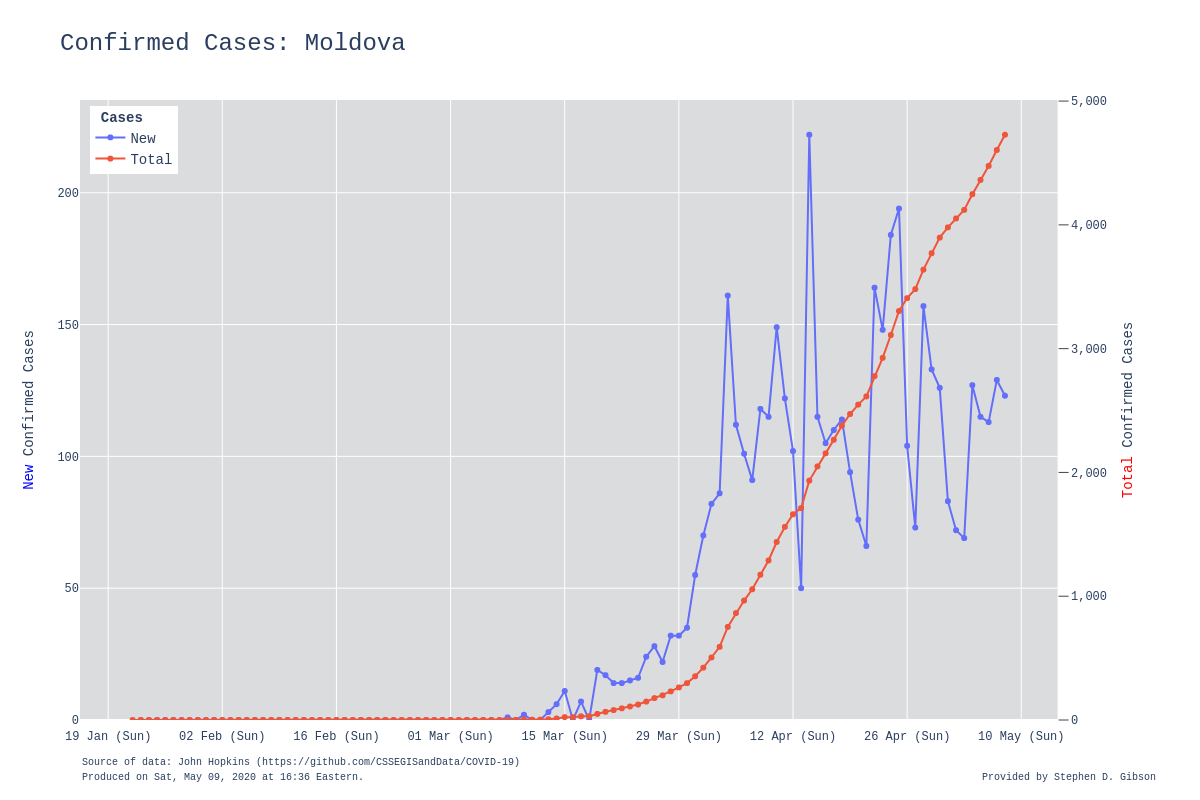 Confirmed Cases: Moldova
Cases
New
Total
5,000
4,000
3,000
2,000
1,000
0
200
150
100
50
0
New Confirmed Cases
Total Confirmed Cases
19 Jan (Sun)
02 Feb (Sun)
16 Feb (Sun)
01 Mar (Sun)
15 Mar (Sun)
29 Mar (Sun)
12 Apr (Sun)
26 Apr (Sun)
10 May (Sun)
Source of data: John Hopkins (https://github.com/CSSEGISandData/COVID-19)
Produced on Sat, May 09, 2020 at 16:36 Eastern.
Provided by Stephen D. Gibson